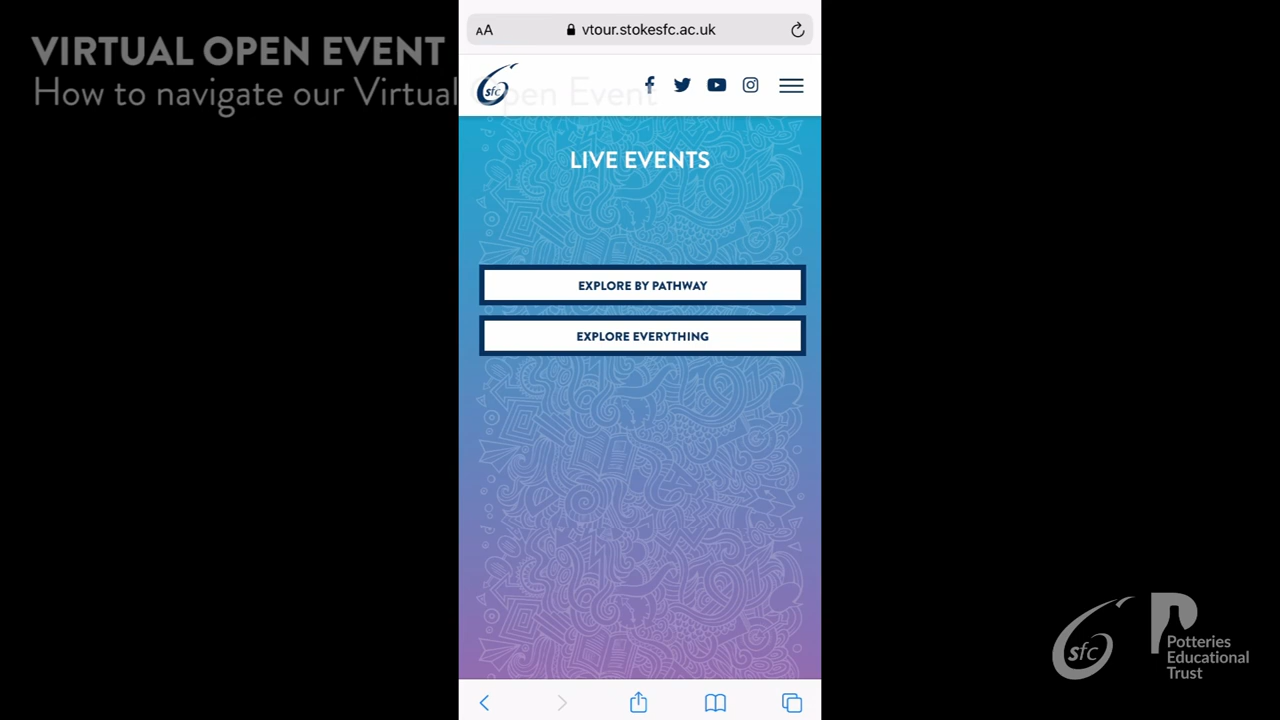 VIRTUAL OPEN EVENT
How to navigate our Virtual Open Event
AA
vtour.stokesfc.ac.uk
sfc
LIVE EVENTS
EXPLORE BY PATHWAY
EXPLORE EVERYTHING
sfc
Potteries
Educational
Trust